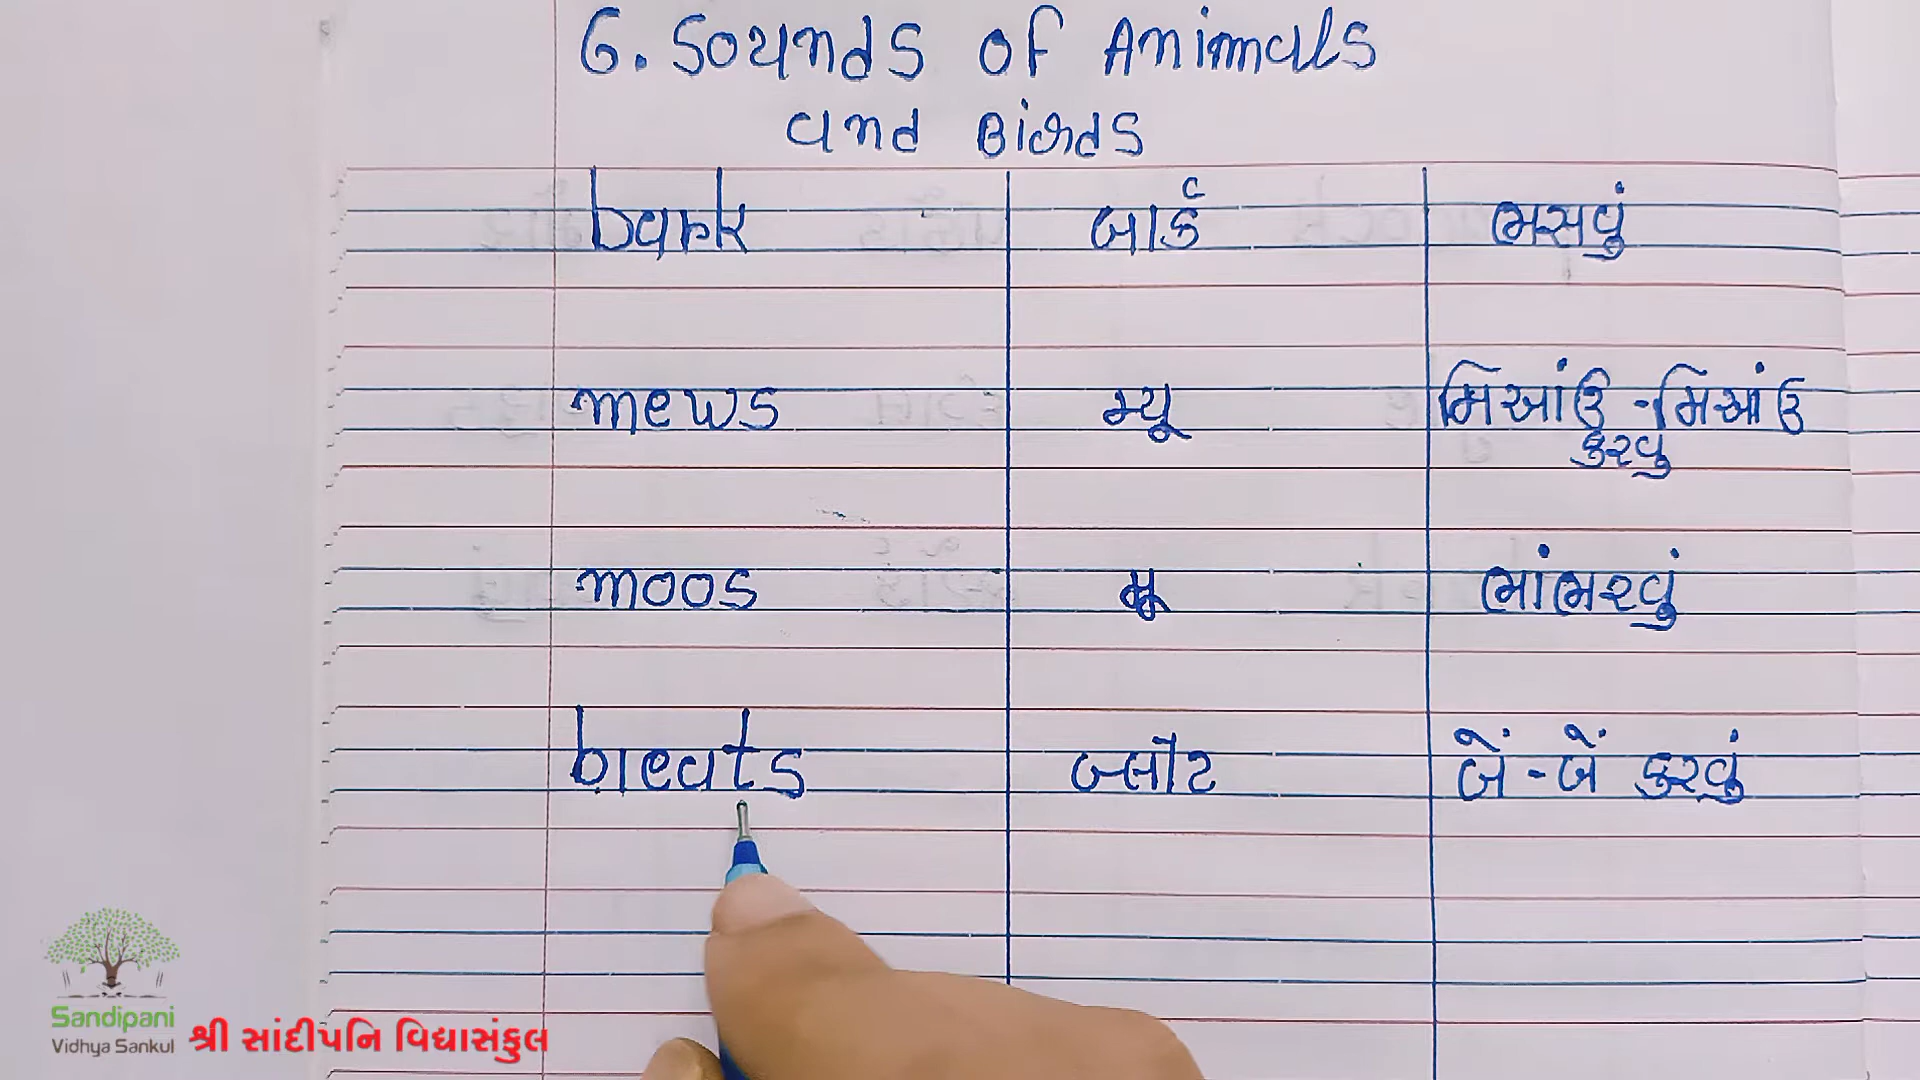 6. Sounds of Animals
and Birds
bark બાર્ક ભસવું
mews મ્યૂ મિઆંઉ - મિઆંઉ
કરવું
moos મૂ ભાંભરવું
bleats બ્લીટ બેં - બેં કરવું
Sandipani
Vidhya Sankul
શ્રી સાંદીપનિ વિદ્યાસંકુલ